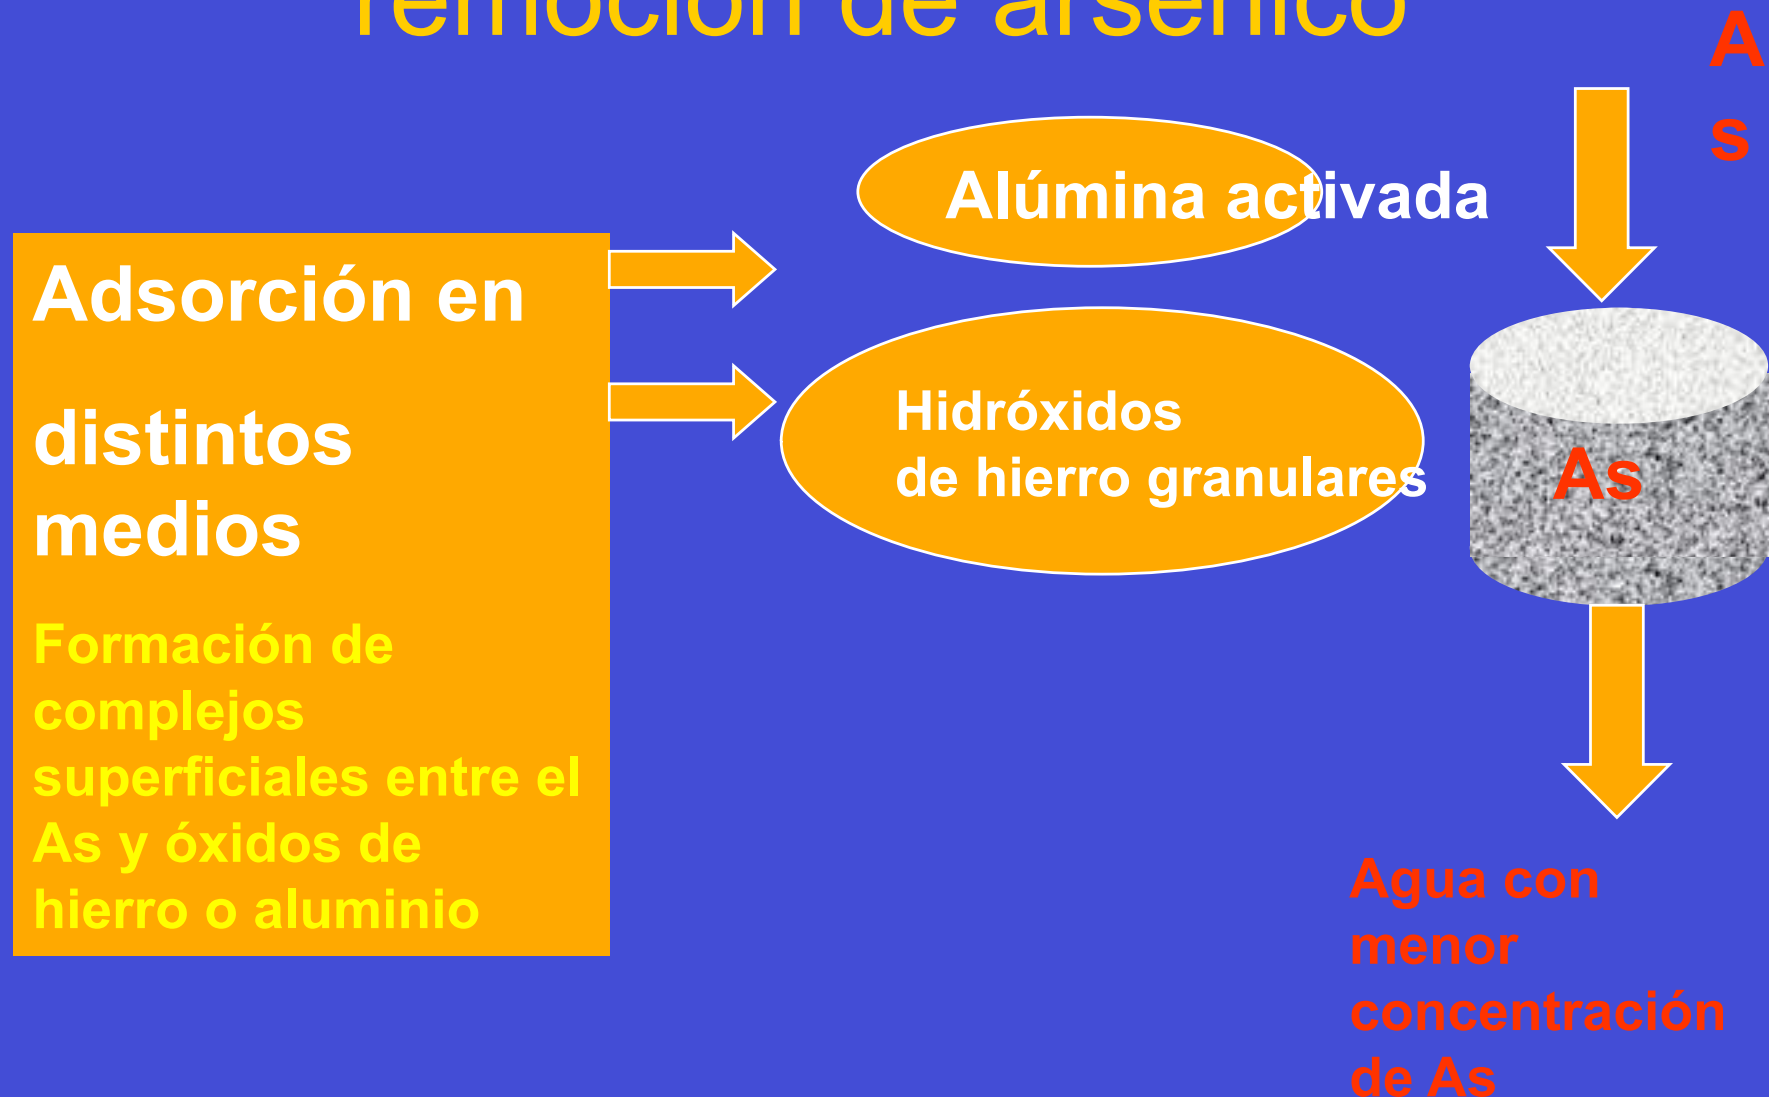 remoción de arsénico
A
s
Alúmina activada
Adsorción en
distintos
medios
Formación de
complejos
superficiales entre el
As y óxidos de
hierro o aluminio
Hidróxidos
de hierro granulares
As
Agua con
menor
concentración
de As